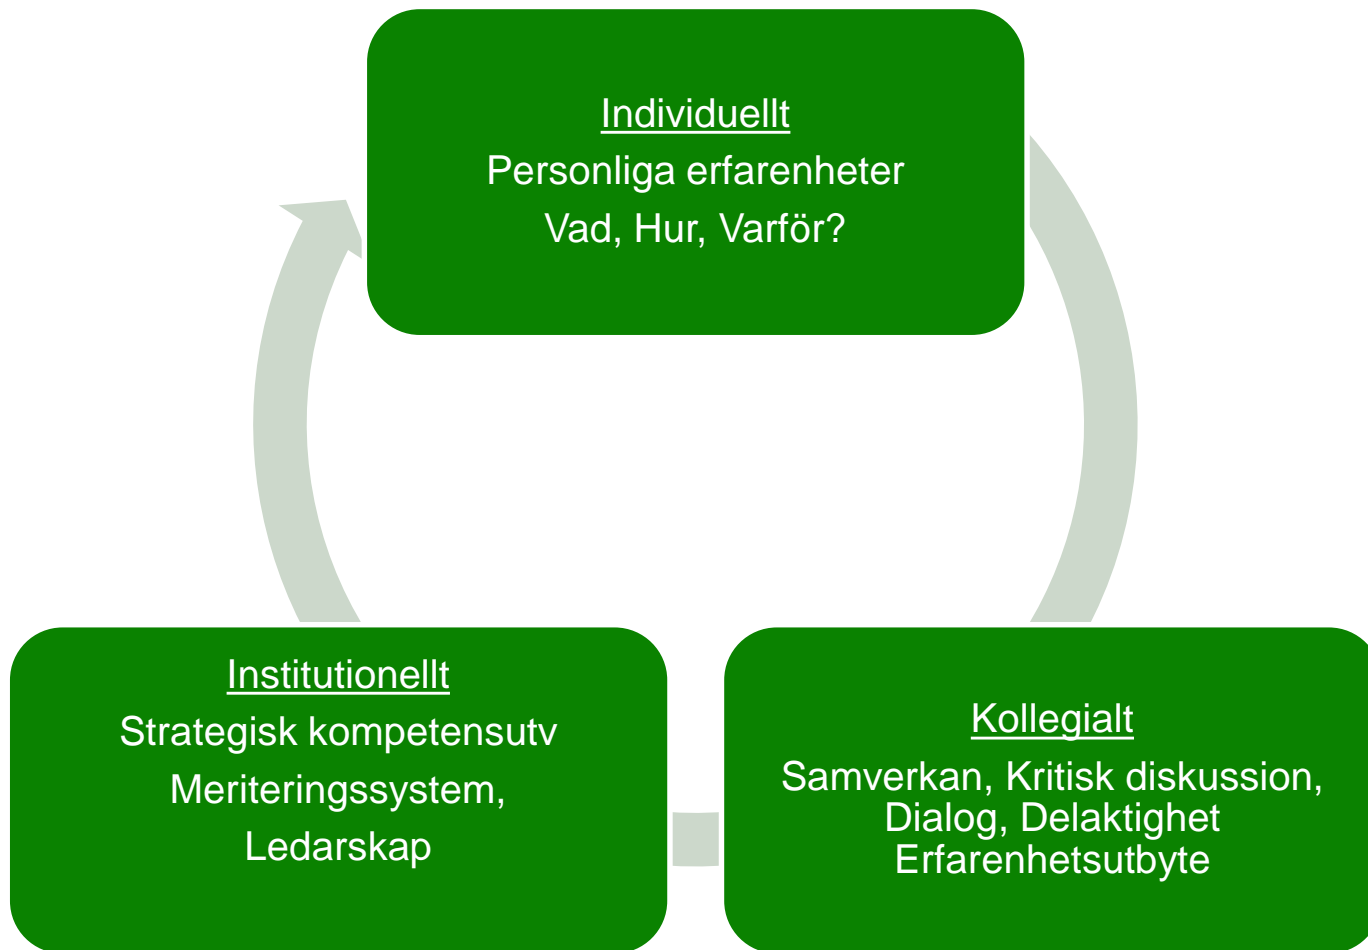 Individuellt
Personliga erfarenheter
Vad, Hur, Varför?
Institutionellt
Strategisk kompetensutv
Meriteringssystem,
Ledarskap
Kollegialt
Samverkan, Kritisk diskussion,
Dialog, Delaktighet
Erfarenhetsutbyte